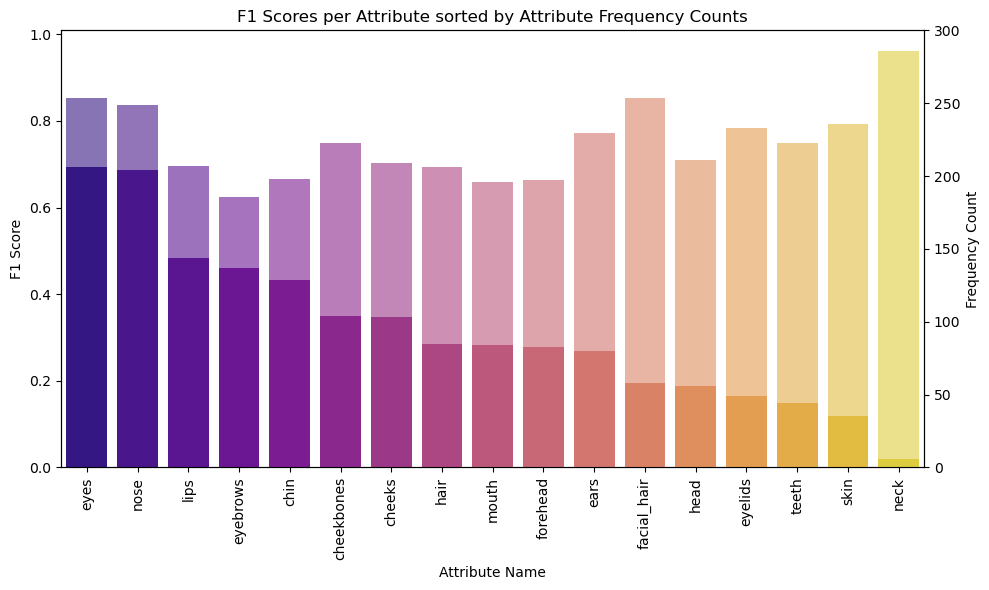 F1 Scores per Attribute sorted by Attribute Frequency Counts
1.0
0.8
0.6
0.4
0.2
0.0
F1 Score
300
250
200
150
100
50
0
Frequency Count
eyes
nose
lips
eyebrows
chin
cheekbones
cheeks
hair
mouth
forehead
ears
facial_hair
head
eyelids
teeth
skin
neck
Attribute Name